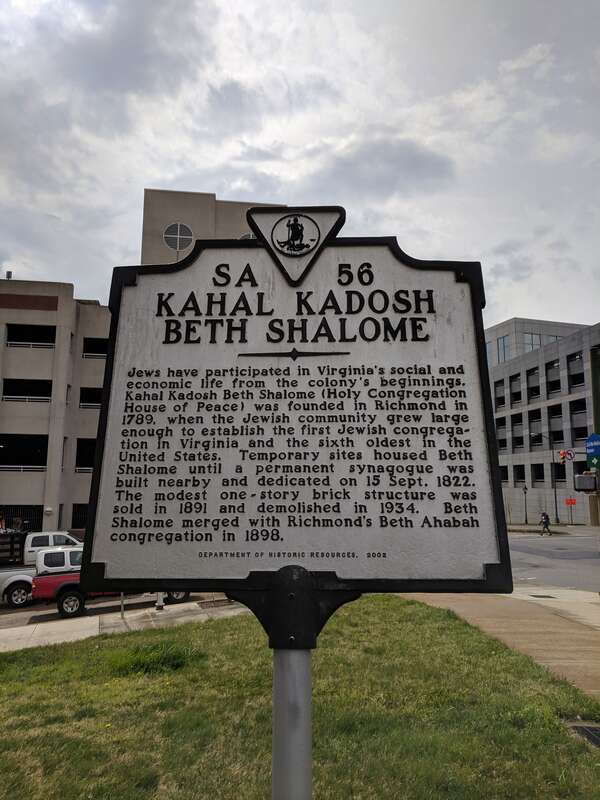 SA 56
KAHAL KADOSH
BETH SHALOME
Jews have participated in Virginia's social and
economic life from the colony's beginnings.
Kahal Kadosh Beth Shalome (Holy Congregation
House of Peace) was founded in Richmond in
1789, when the Jewish community grew large
enough to establish the first Jewish congrega-
tion in Virginia and the sixth oldest in the
United States. Temporary sites housed Beth
Shalome until a permanent synagogue was
built nearby and dedicated on 15 Sept. 1822.
The modest one-story brick structure was
sold in 1891 and demolished in 1934. Beth
Shalome merged with Richmond's Beth Ahabah
congregation in 1898.
DEPARTMENT OF HISTORIC RESOURCES, 2002